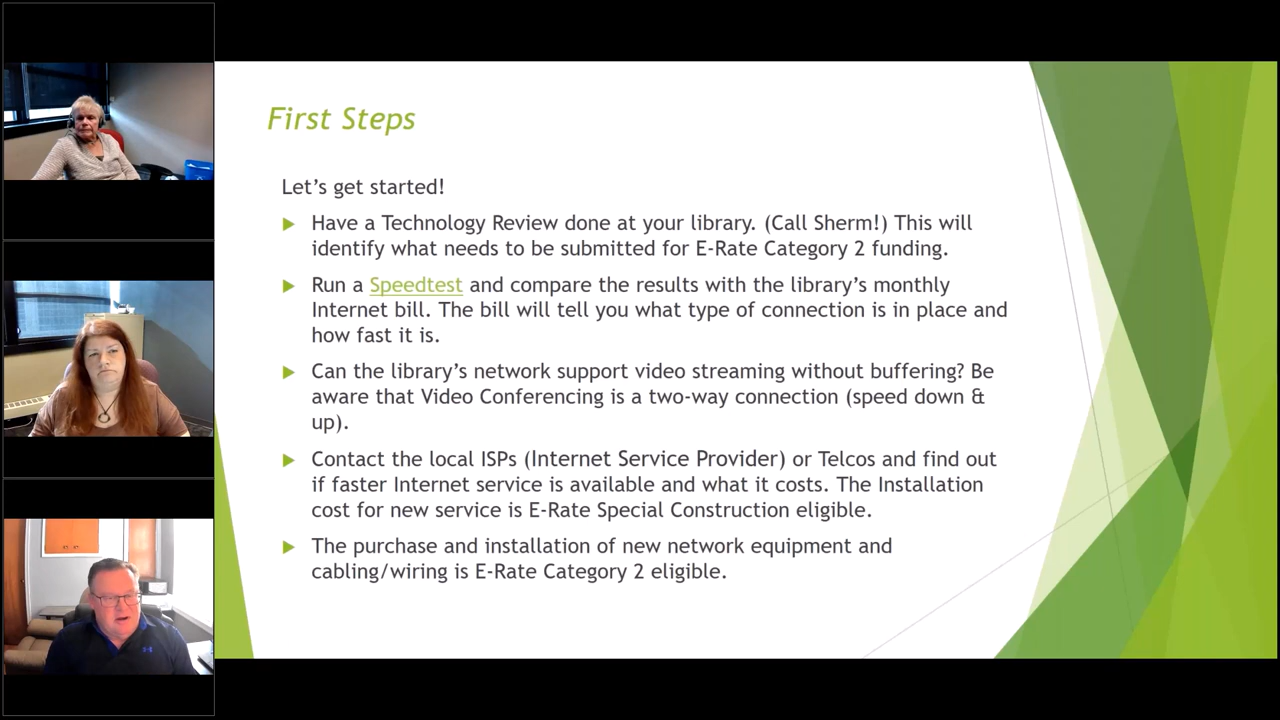 First Steps
Let's get started!
Have a Technology Review done at your library. (Call Sherm!) This will
identify what needs to be submitted for E-Rate Category 2 funding.
Run a Speedtest and compare the results with the library's monthly
Internet bill. The bill will tell you what type of connection is in place and
how fast it is.
Can the library's network support video streaming without buffering? Be
aware that Video Conferencing is a two-way connection (speed down &
up).
Contact the local ISPs (Internet Service Provider) or Telcos and find out
if faster Internet service is available and what it costs. The Installation
cost for new service is E-Rate Special Construction eligible.
The purchase and installation of new network equipment and
cabling/wiring is E-Rate Category 2 eligible.